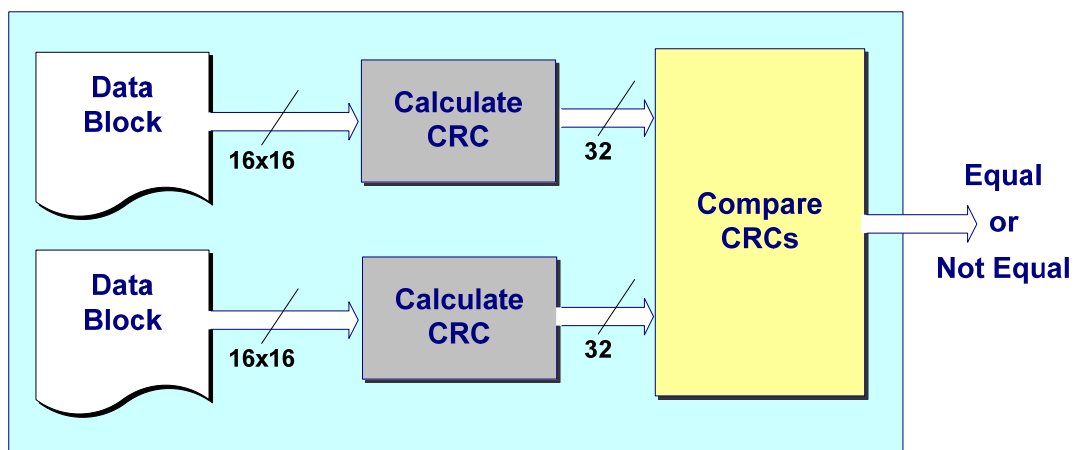 Data
Block
16x16
Calculate
CRC
32
Data
Block
16x16
Calculate
CRC
32
Compare
CRCs
Equal
or
Not Equal